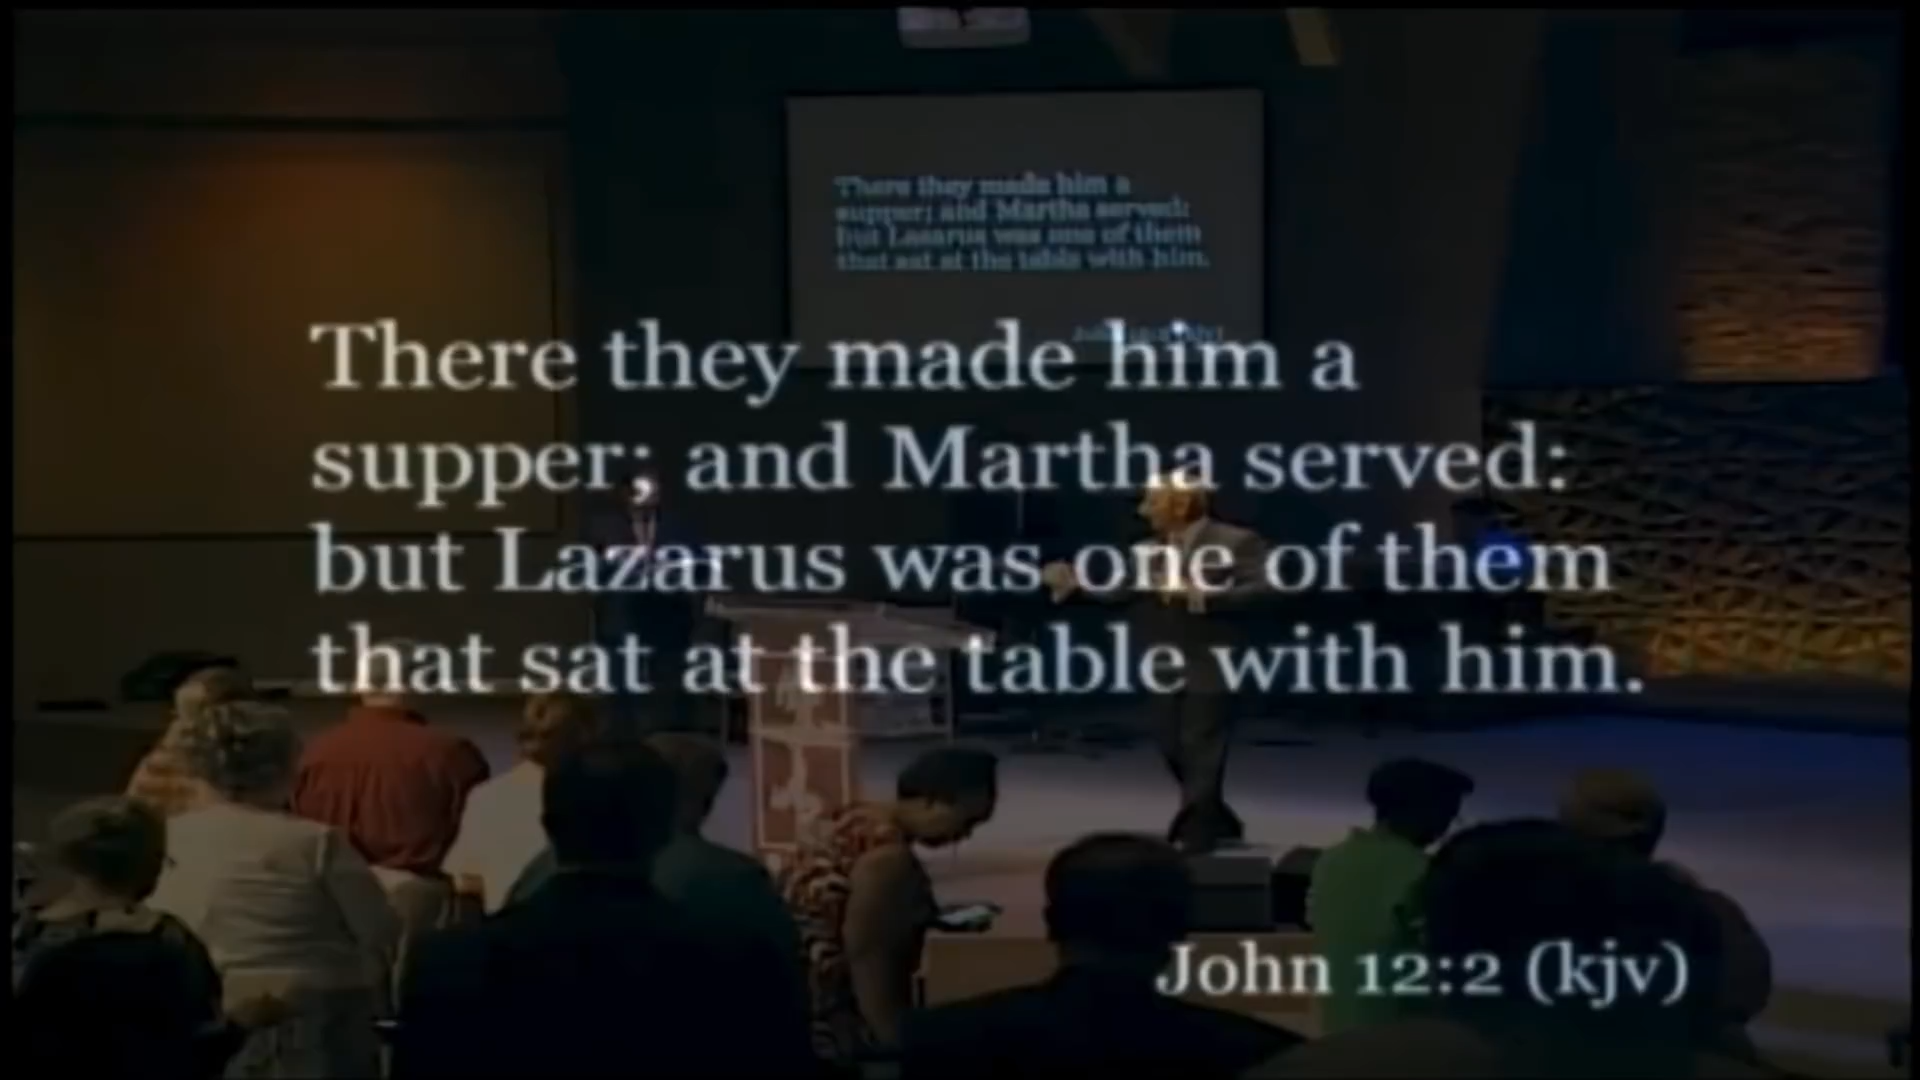 There they made him a
supper; and Martha served:
but Lazarus was one of them
that sat at the table with him.
There they made him a
supper; and Martha served:
but Lazarus was one of them
that sat at the table with him.
John 12:2 (kjv)